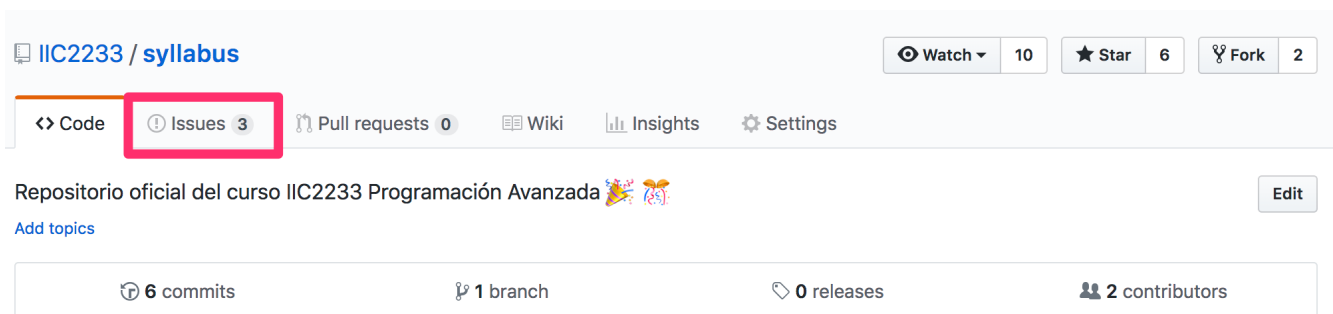 IIC2233 / syllabus Watch 10 Star 6 Fork 2
Code Issues 3 Pull requests 0 Wiki Insights Settings
Repositorio oficial del curso IIC2233 Programación Avanzada 🎉 🎊 Edit
Add topics
6 commits 1 branch 0 releases 2 contributors